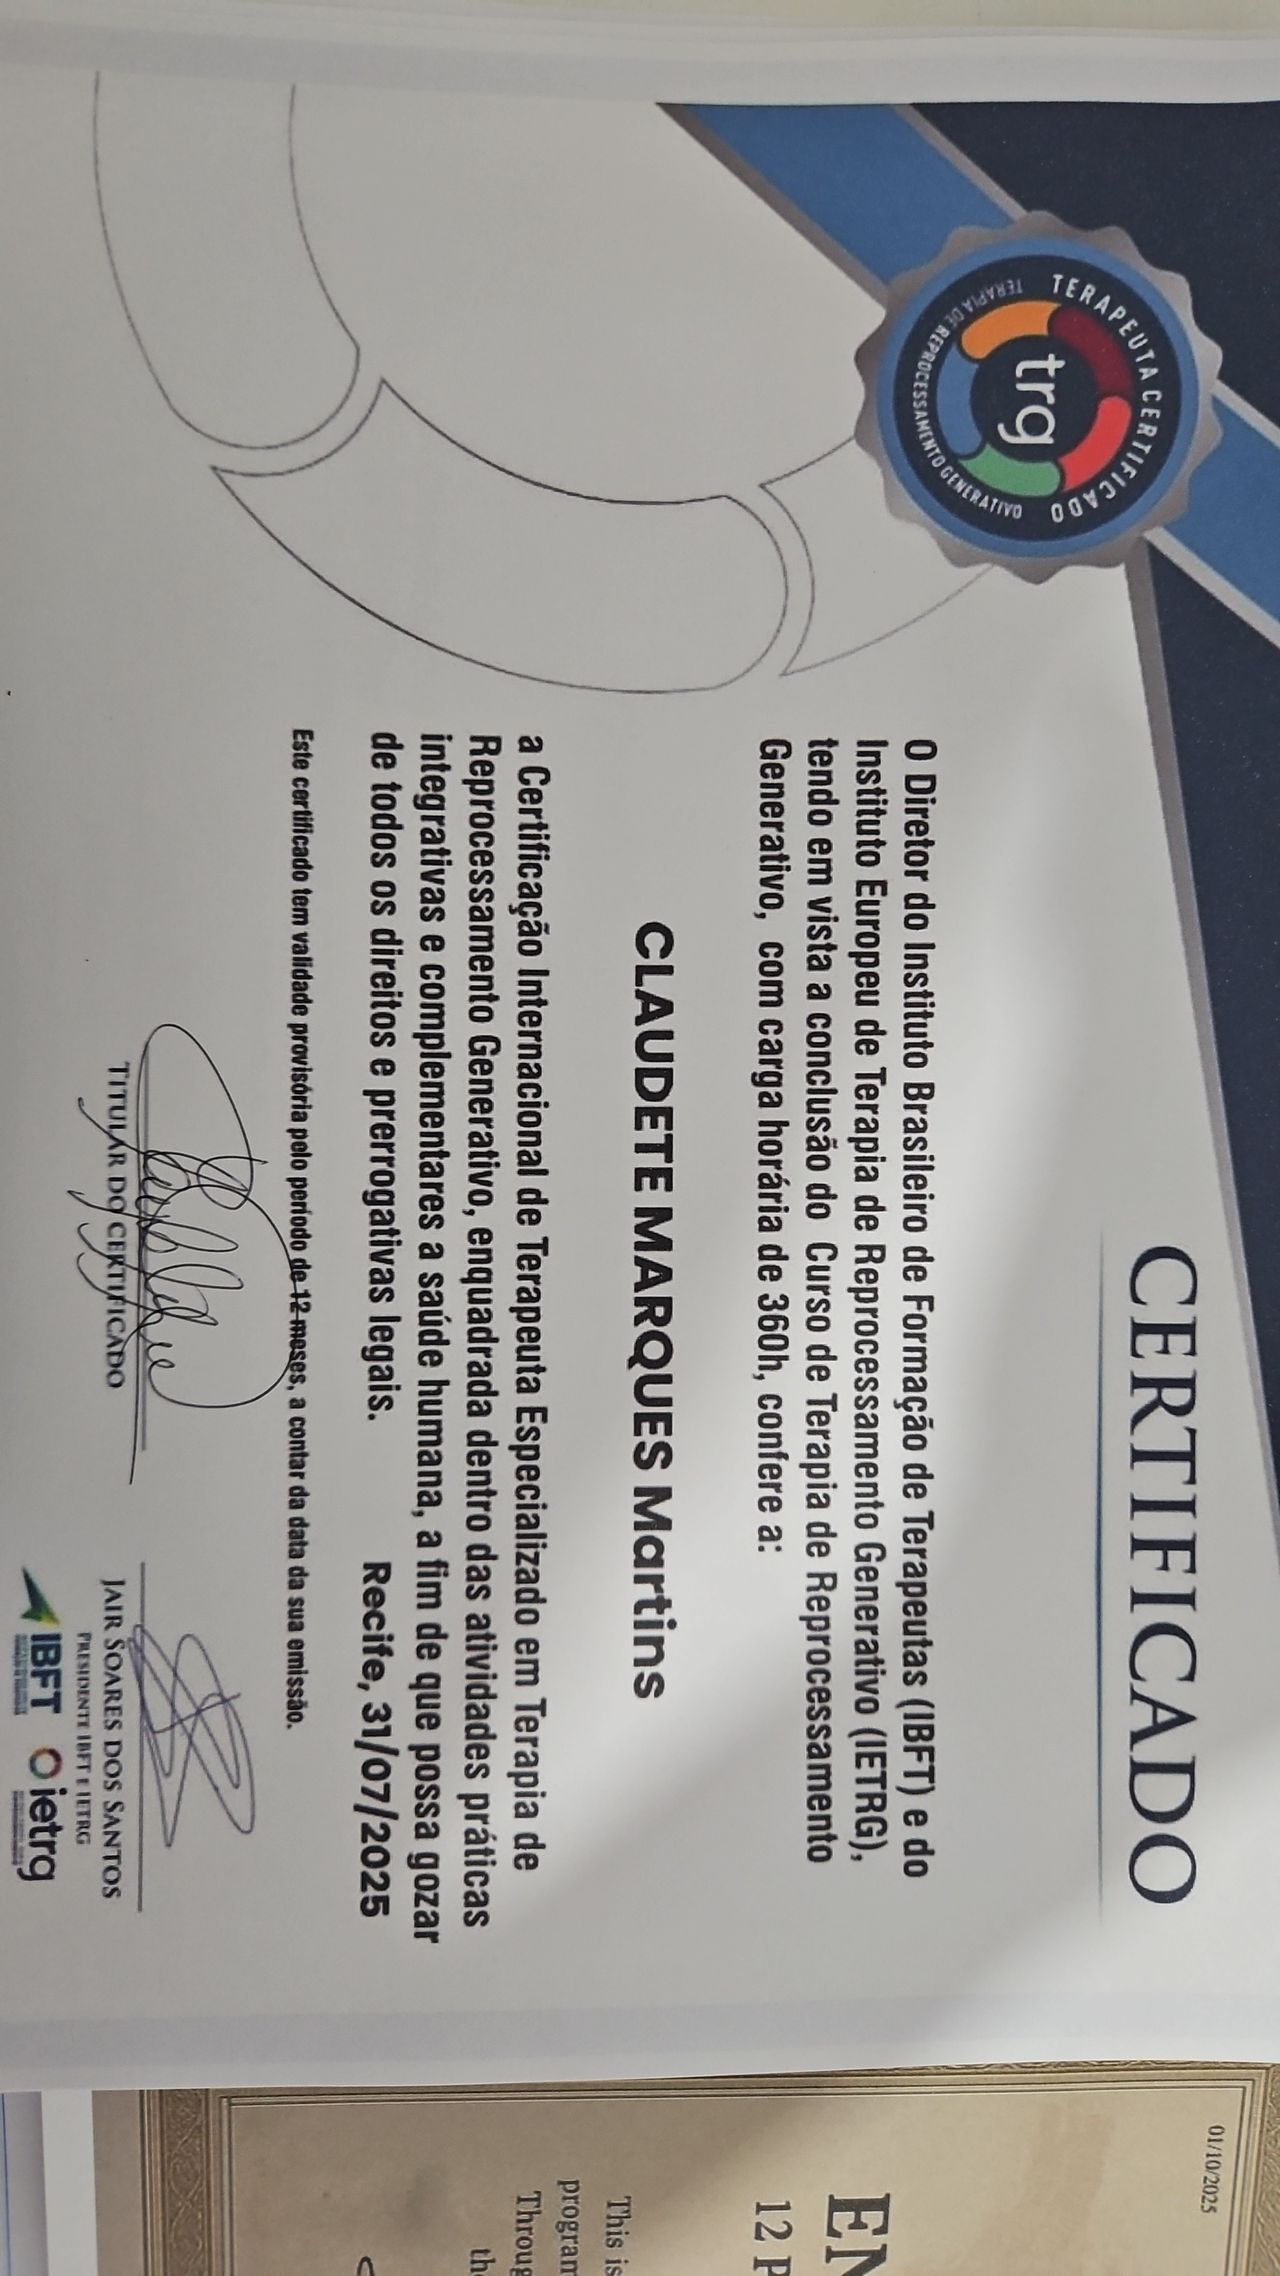 CERTIFICADO
TERAPEUTA CERTIFICADO
trg
TERAPIA DE REPROCESSAMENTO GENERATIVO
O Diretor do Instituto Brasileiro de Formação de Terapeutas (IBFT) e do
Instituto Europeu de Terapia de Reprocessamento Generativo (IETRG),
tendo em vista a conclusão do Curso de Terapia de Reprocessamento
Generativo, com carga horária de 360h, confere a:
CLAUDETE MARQUES Martins
a Certificação Internacional de Terapeuta Especializado em Terapia de
Reprocessamento Generativo, enquadrada dentro das atividades práticas
integrativas e complementares a saúde humana, a fim de que possa gozar
de todos os direitos e prerrogativas legais. Recife, 31/07/2025
Este certificado tem validade provisória pelo período de 12 meses, a contar da data da sua emissão.
TITULAR DO CERTIFICADO
JAIR SOARES DOS SANTOS
PRESIDENTE IBFT E IETRG
IBFT ietrg
01/10/2025
EN
12 P
This is
program
Throug
the